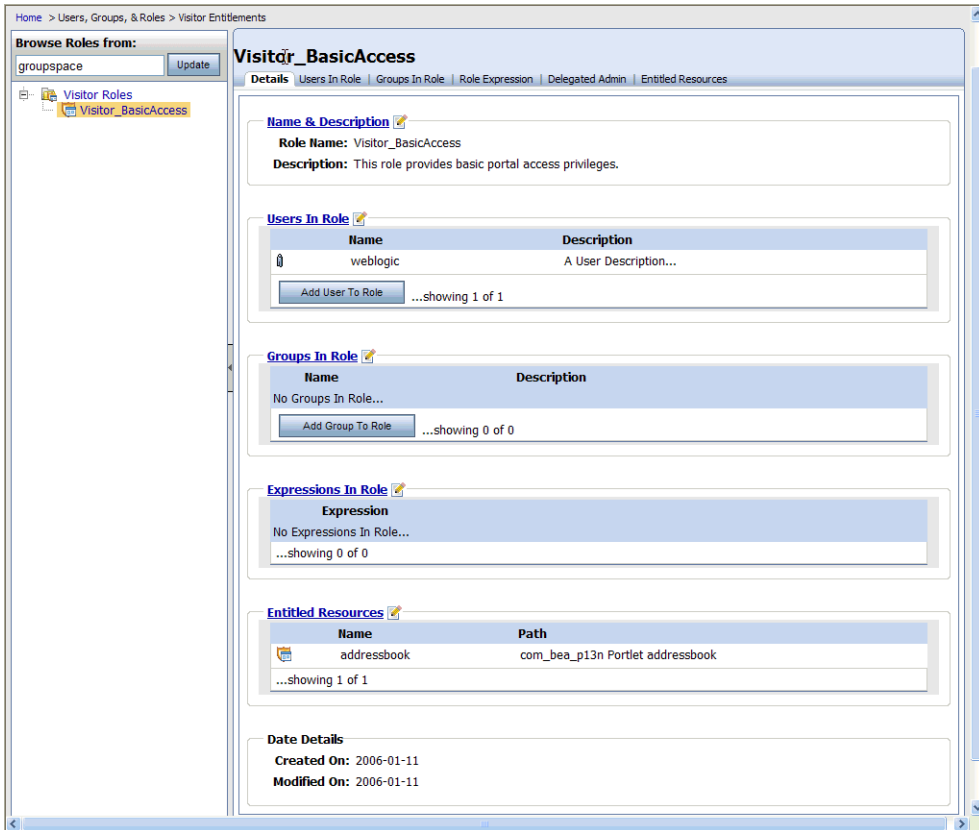 Home > Users, Groups, & Roles > Visitor Entitlements
Browse Roles from:
groupspace Update
Visitor Roles
Visitor_BasicAccess
Visitor_BasicAccess
Details Users In Role | Groups In Role | Role Expression | Delegated Admin | Entitled Resources
Name & Description
Role Name: Visitor_BasicAccess
Description: This role provides basic portal access privileges.
Users In Role
Name Description
weblogic A User Description...
Add User To Role ...showing 1 of 1
Groups In Role
Name Description
No Groups In Role...
Add Group To Role ...showing 0 of 0
Expressions In Role
Expression
No Expressions In Role...
...showing 0 of 0
Entitled Resources
Name Path
addressbook com_bea_p13n Portlet addressbook
...showing 1 of 1
Date Details
Created On: 2006-01-11
Modified On: 2006-01-11